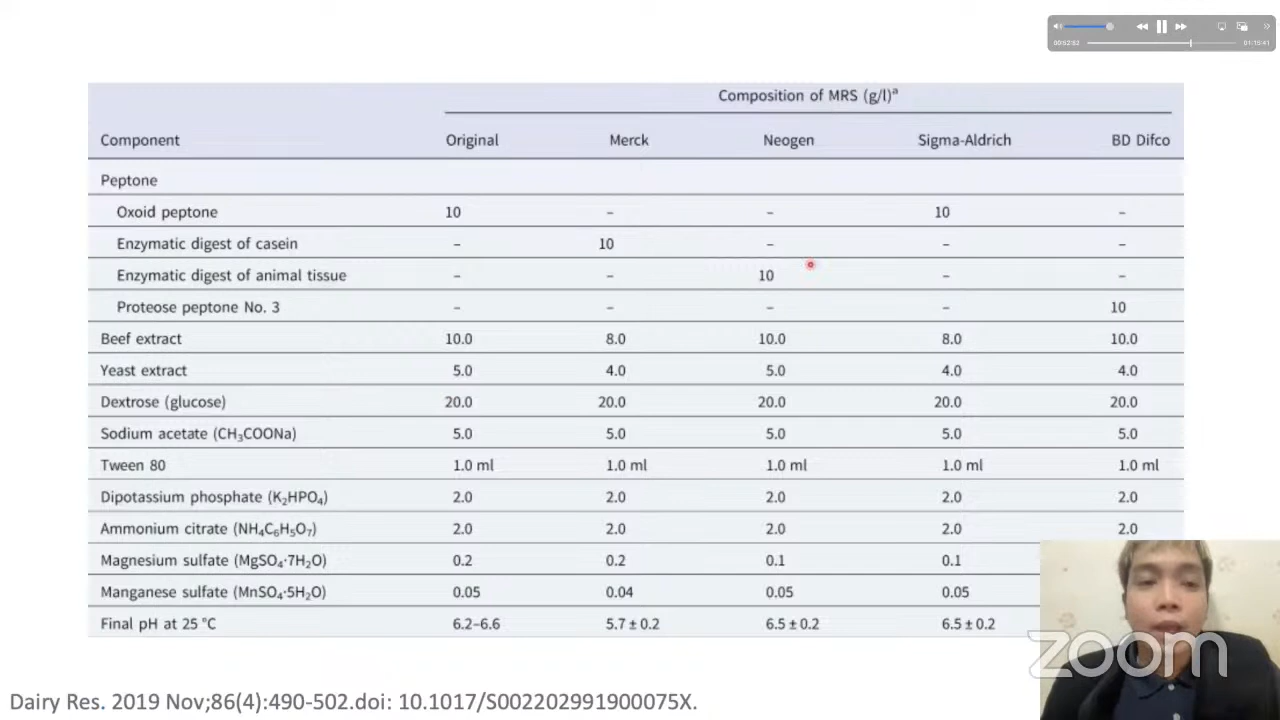 00:52:52 01:15:41
Composition of MRS (g/l)ᵃ
Component Original Merck Neogen Sigma-Aldrich BD Difco
Peptone
Oxoid peptone 10 – – 10 –
Enzymatic digest of casein – 10 – – –
Enzymatic digest of animal tissue – – 10 – –
Proteose peptone No. 3 – – – – 10
Beef extract 10.0 8.0 10.0 8.0 10.0
Yeast extract 5.0 4.0 5.0 4.0 4.0
Dextrose (glucose) 20.0 20.0 20.0 20.0 20.0
Sodium acetate (CH₃COONa) 5.0 5.0 5.0 5.0 5.0
Tween 80 1.0 ml 1.0 ml 1.0 ml 1.0 ml 1.0 ml
Dipotassium phosphate (K₂HPO₄) 2.0 2.0 2.0 2.0 2.0
Ammonium citrate (NH₄C₆H₅O₇) 2.0 2.0 2.0 2.0 2.0
Magnesium sulfate (MgSO₄·7H₂O) 0.2 0.2 0.1 0.1
Manganese sulfate (MnSO₄·5H₂O) 0.05 0.04 0.05 0.05
Final pH at 25 °C 6.2–6.6 5.7 ± 0.2 6.5 ± 0.2 6.5 ± 0.2
zoom
Dairy Res. 2019 Nov;86(4):490-502.doi: 10.1017/S002202991900075X.